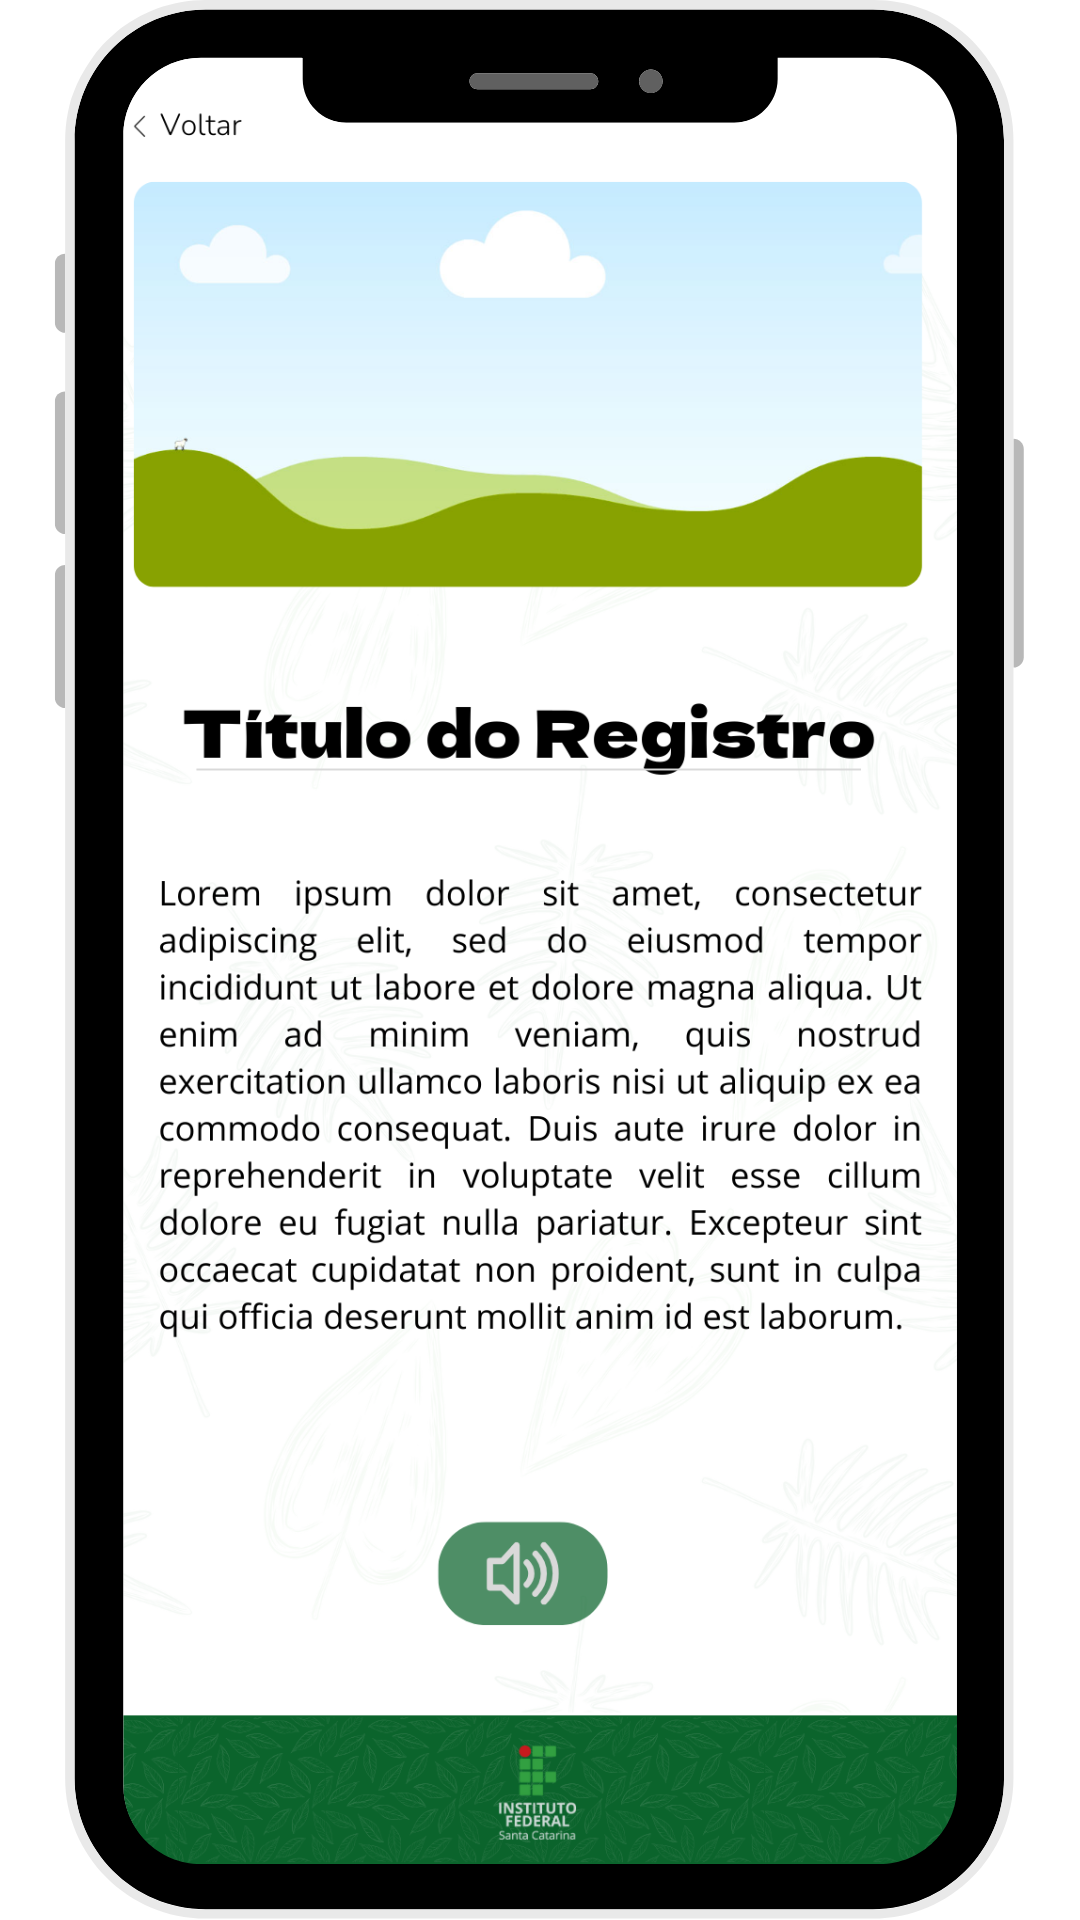 Voltar
Título do Registro
Lorem ipsum dolor sit amet, consectetur
adipiscing elit, sed do eiusmod tempor
incididunt ut labore et dolore magna aliqua. Ut
enim ad minim veniam, quis nostrud
exercitation ullamco laboris nisi ut aliquip ex ea
commodo consequat. Duis aute irure dolor in
reprehenderit in voluptate velit esse cillum
dolore eu fugiat nulla pariatur. Excepteur sint
occaecat cupidatat non proident, sunt in culpa
qui officia deserunt mollit anim id est laborum.
INSTITUTO
FEDERAL
Santa Catarina